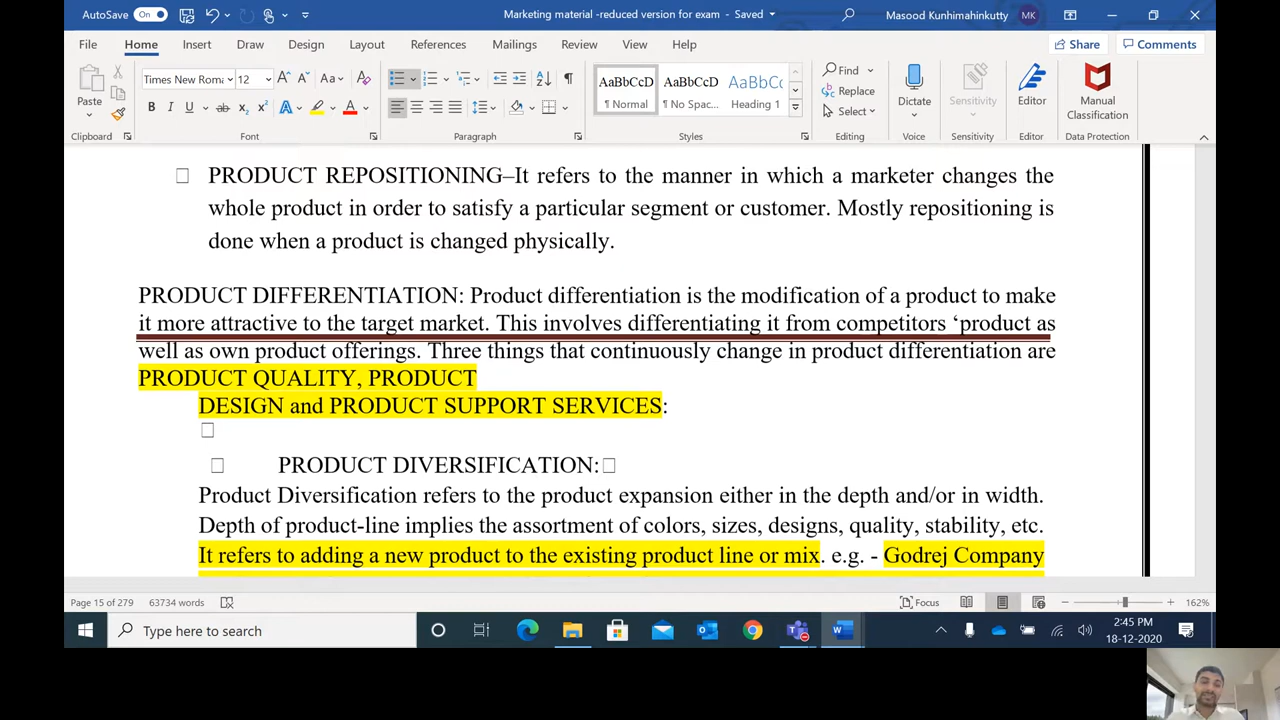 AutoSave On Marketing material -reduced version for exam - Saved Masood Kunhimahinkutty MK
File Home Insert Draw Design Layout References Mailings Review View Help Share Comments
Times New Roma 12 Aa AaBbCcD AaBbCcD AaBbCc Find
Paste B I U ab x₂ x² A A ¶ Normal ¶ No Spac... Heading 1 Replace Select Dictate Sensitivity Editor Manual Classification
Clipboard Font Paragraph Styles Editing Voice Sensitivity Editor Data Protection
PRODUCT REPOSITIONING–It refers to the manner in which a marketer changes the
whole product in order to satisfy a particular segment or customer. Mostly repositioning is
done when a product is changed physically.
PRODUCT DIFFERENTIATION: Product differentiation is the modification of a product to make
it more attractive to the target market. This involves differentiating it from competitors ‘product as
well as own product offerings. Three things that continuously change in product differentiation are
PRODUCT QUALITY, PRODUCT
DESIGN and PRODUCT SUPPORT SERVICES:
PRODUCT DIVERSIFICATION:
Product Diversification refers to the product expansion either in the depth and/or in width.
Depth of product-line implies the assortment of colors, sizes, designs, quality, stability, etc.
It refers to adding a new product to the existing product line or mix. e.g. - Godrej Company
Page 15 of 279 63734 words Focus 162%
Type here to search 2:45 PM
18-12-2020